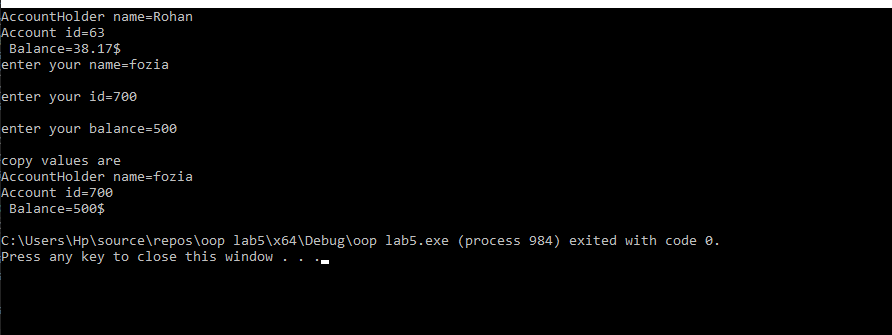 AccountHolder name=Rohan
Account id=63
 Balance=38.17$
enter your name=fozia
enter your id=700
enter your balance=500
copy values are
AccountHolder name=fozia
Account id=700
 Balance=500$
C:\Users\Hp\source\repos\oop lab5\x64\Debug\oop lab5.exe (process 984) exited with code 0.
Press any key to close this window . . .